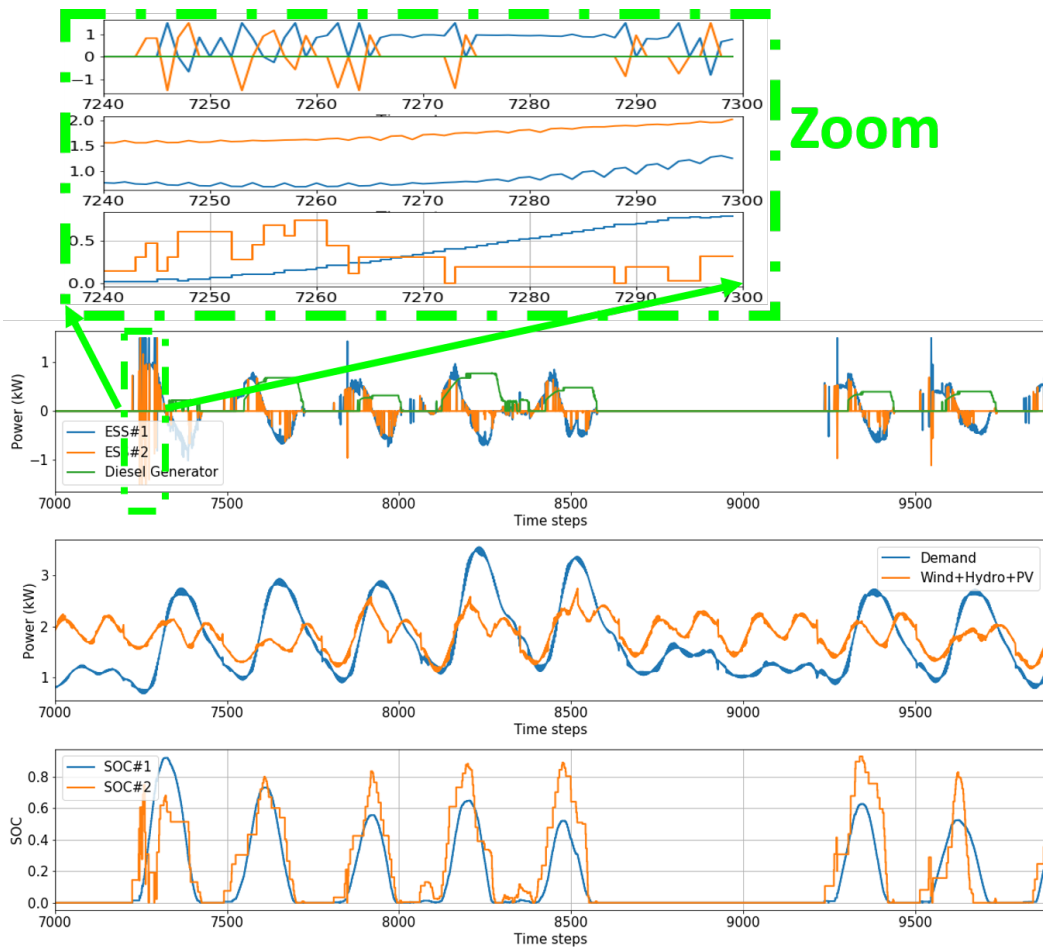 1
0
−1
7240 7250 7260 7270 7280 7290 7300
2.0
1.5
1.0
7240 7250 7260 7270 7280 7290 7300
0.5
0.0
7240 7250 7260 7270 7280 7290 7300
Zoom
Power (kW)
1
0
−1
ESS#1
ESS#2
Diesel Generator
7000 7500 8000 8500 9000 9500
Time steps
Power (kW)
3
2
1
Demand
Wind+Hydro+PV
7000 7500 8000 8500 9000 9500
Time steps
SOC
0.8
0.6
0.4
0.2
0.0
SOC#1
SOC#2
7000 7500 8000 8500 9000 9500
Time steps